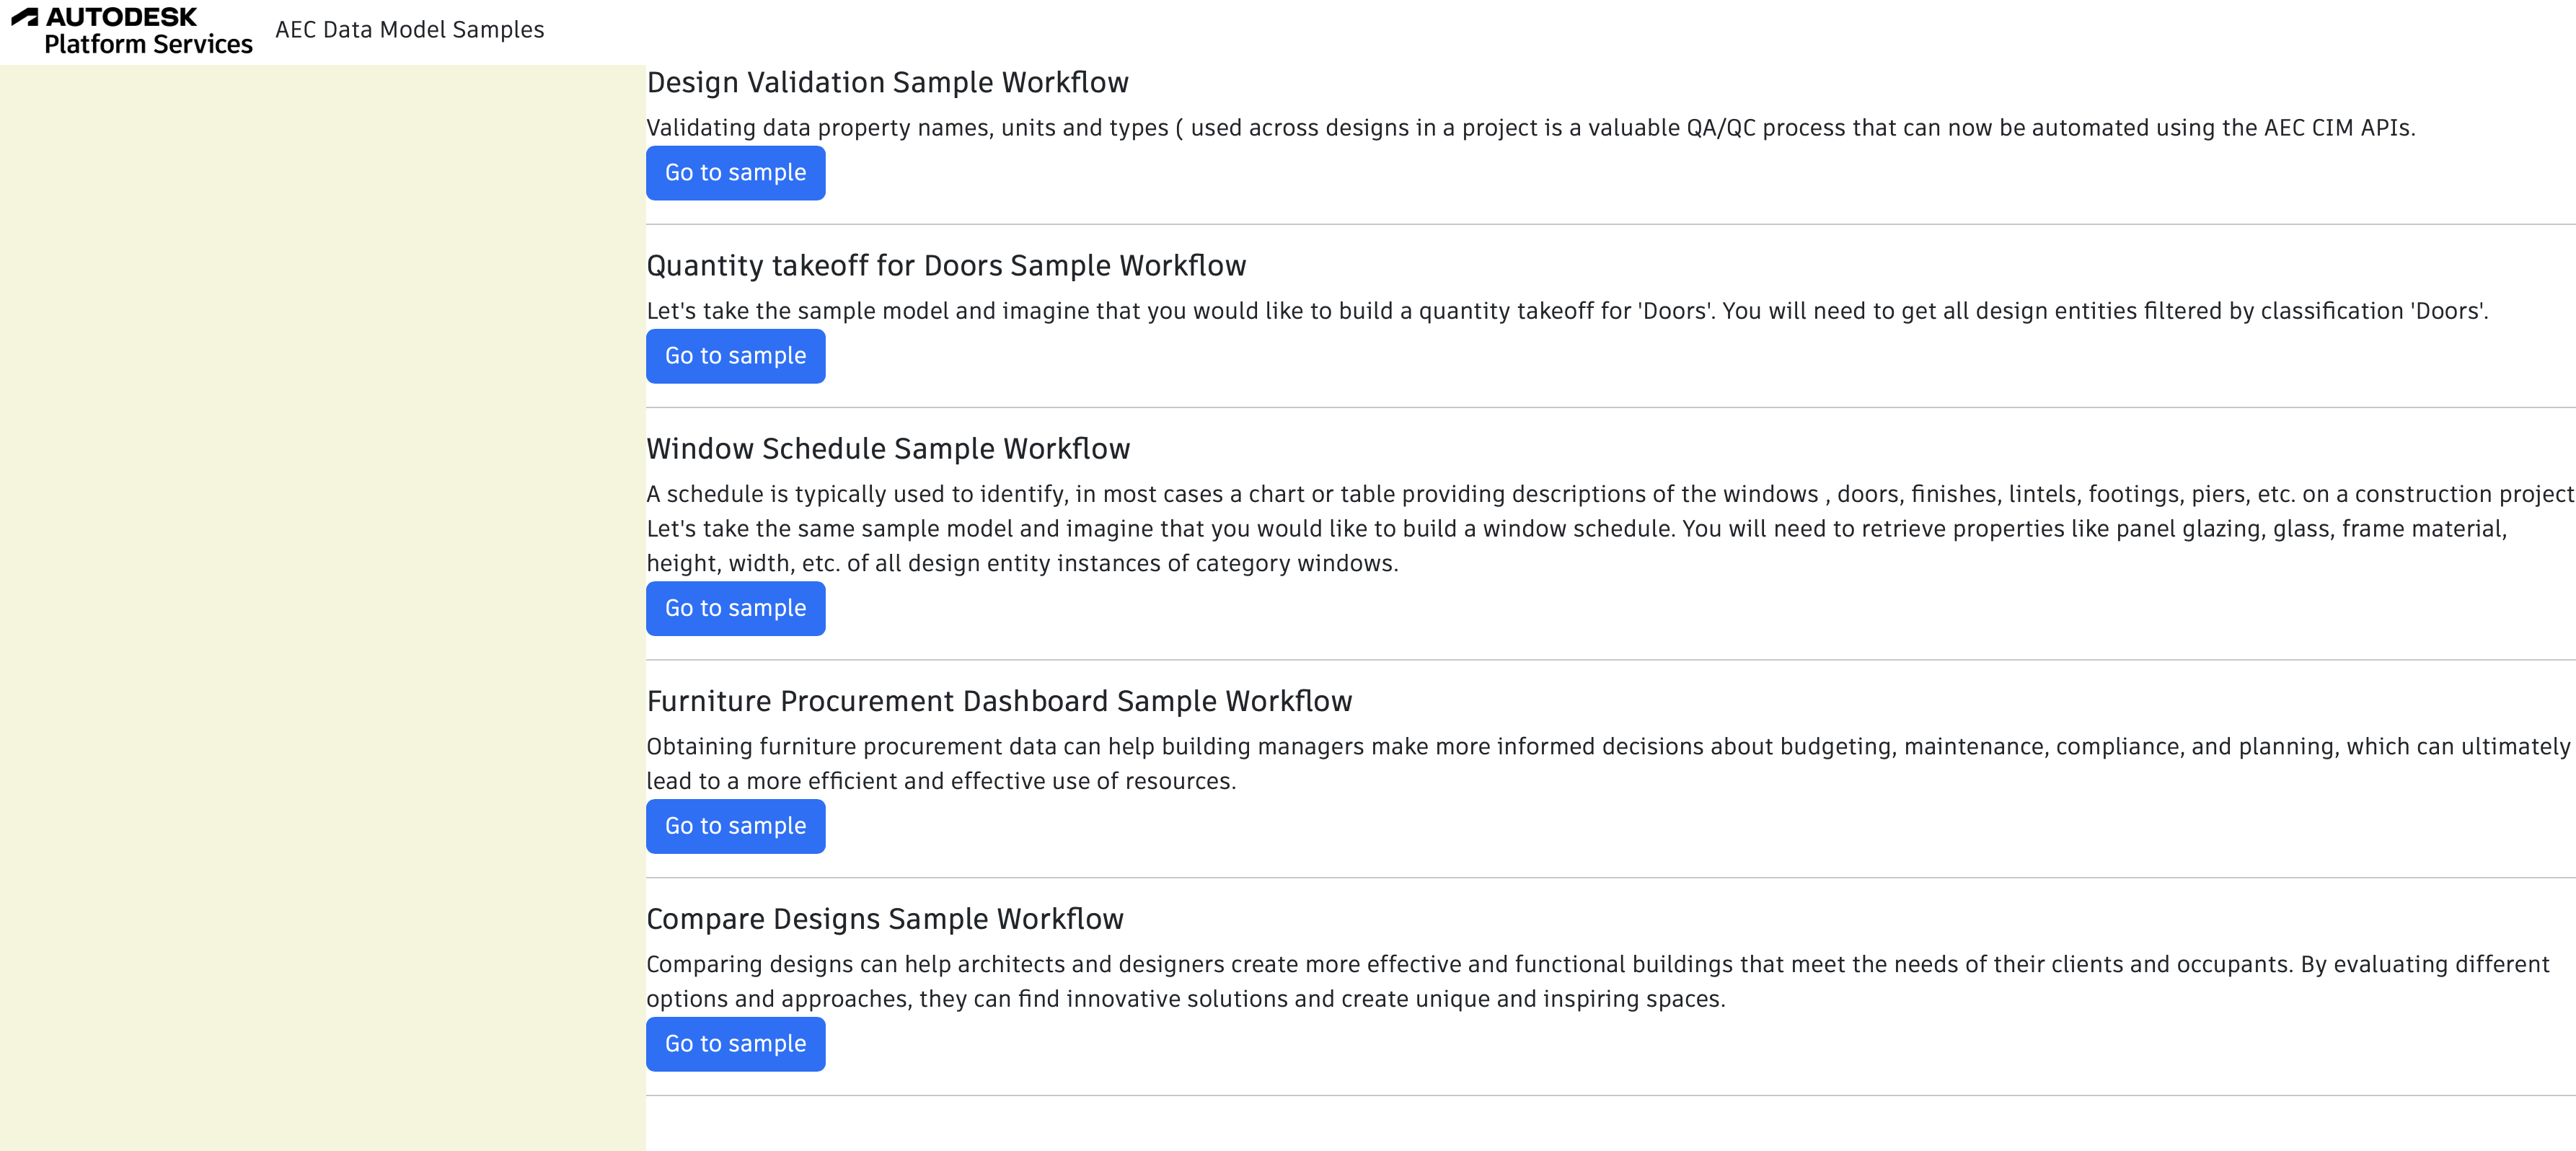 AUTODESK
Platform Services
AEC Data Model Samples
Design Validation Sample Workflow
Validating data property names, units and types ( used across designs in a project is a valuable QA/QC process that can now be automated using the AEC CIM APIs.
Go to sample
Quantity takeoff for Doors Sample Workflow
Let's take the sample model and imagine that you would like to build a quantity takeoff for 'Doors'. You will need to get all design entities filtered by classification 'Doors'.
Go to sample
Window Schedule Sample Workflow
A schedule is typically used to identify, in most cases a chart or table providing descriptions of the windows , doors, finishes, lintels, footings, piers, etc. on a construction project
Let's take the same sample model and imagine that you would like to build a window schedule. You will need to retrieve properties like panel glazing, glass, frame material,
height, width, etc. of all design entity instances of category windows.
Go to sample
Furniture Procurement Dashboard Sample Workflow
Obtaining furniture procurement data can help building managers make more informed decisions about budgeting, maintenance, compliance, and planning, which can ultimately
lead to a more efficient and effective use of resources.
Go to sample
Compare Designs Sample Workflow
Comparing designs can help architects and designers create more effective and functional buildings that meet the needs of their clients and occupants. By evaluating different
options and approaches, they can find innovative solutions and create unique and inspiring spaces.
Go to sample